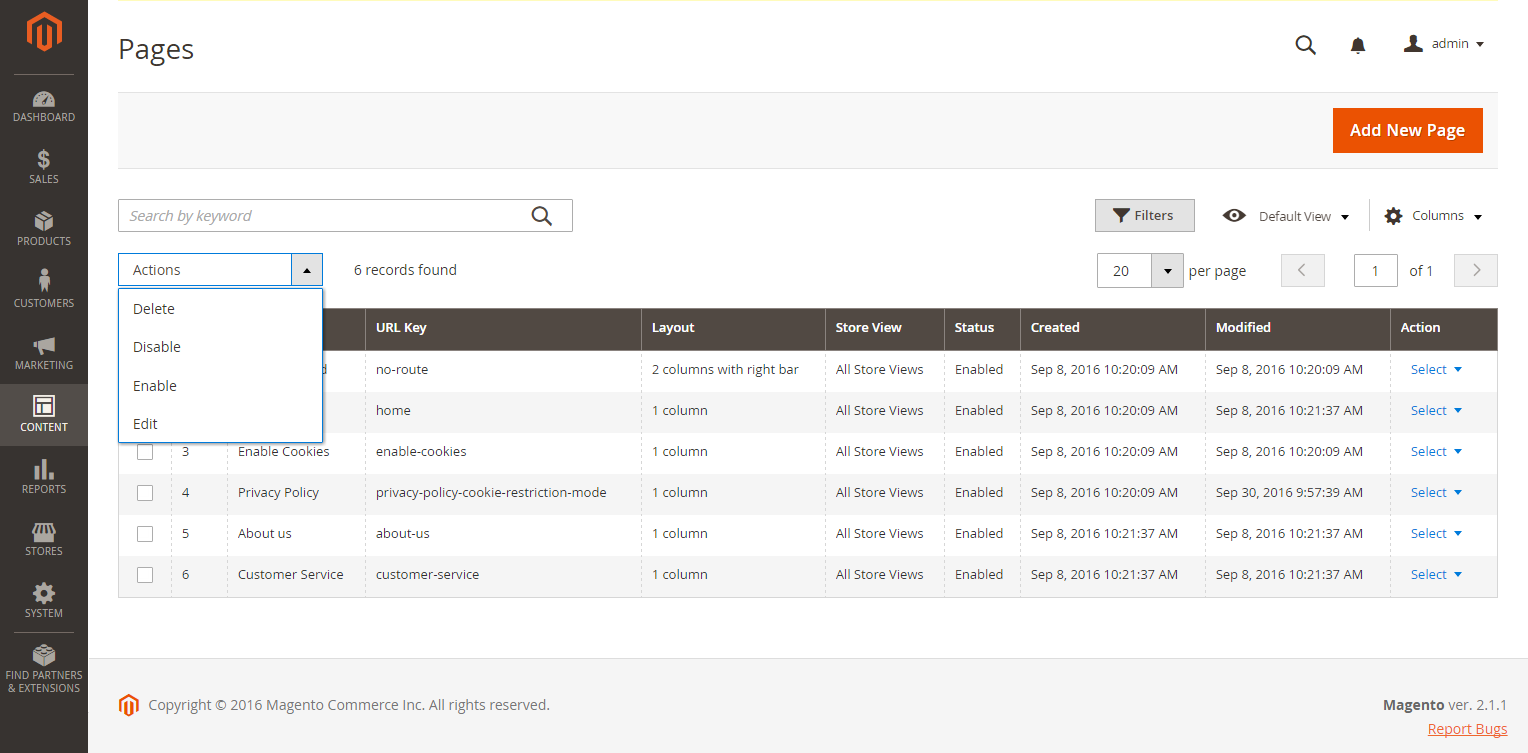 Pages
admin
DASHBOARD
SALES
PRODUCTS
CUSTOMERS
MARKETING
CONTENT
REPORTS
STORES
SYSTEM
FIND PARTNERS
& EXTENSIONS
Add New Page
Search by keyword
Filters
Default View
Columns
Actions
6 records found
20 per page
1 of 1
Delete
Disable
Enable
Edit
URL Key Layout Store View Status Created Modified Action
d no-route 2 columns with right bar All Store Views Enabled Sep 8, 2016 10:20:09 AM Sep 8, 2016 10:20:09 AM Select
home 1 column All Store Views Enabled Sep 8, 2016 10:20:09 AM Sep 8, 2016 10:21:37 AM Select
3 Enable Cookies enable-cookies 1 column All Store Views Enabled Sep 8, 2016 10:20:09 AM Sep 8, 2016 10:20:09 AM Select
4 Privacy Policy privacy-policy-cookie-restriction-mode 1 column All Store Views Enabled Sep 8, 2016 10:20:09 AM Sep 30, 2016 9:57:39 AM Select
5 About us about-us 1 column All Store Views Enabled Sep 8, 2016 10:21:37 AM Sep 8, 2016 10:21:37 AM Select
6 Customer Service customer-service 1 column All Store Views Enabled Sep 8, 2016 10:21:37 AM Sep 8, 2016 10:21:37 AM Select
Copyright © 2016 Magento Commerce Inc. All rights reserved.
Magento ver. 2.1.1
Report Bugs